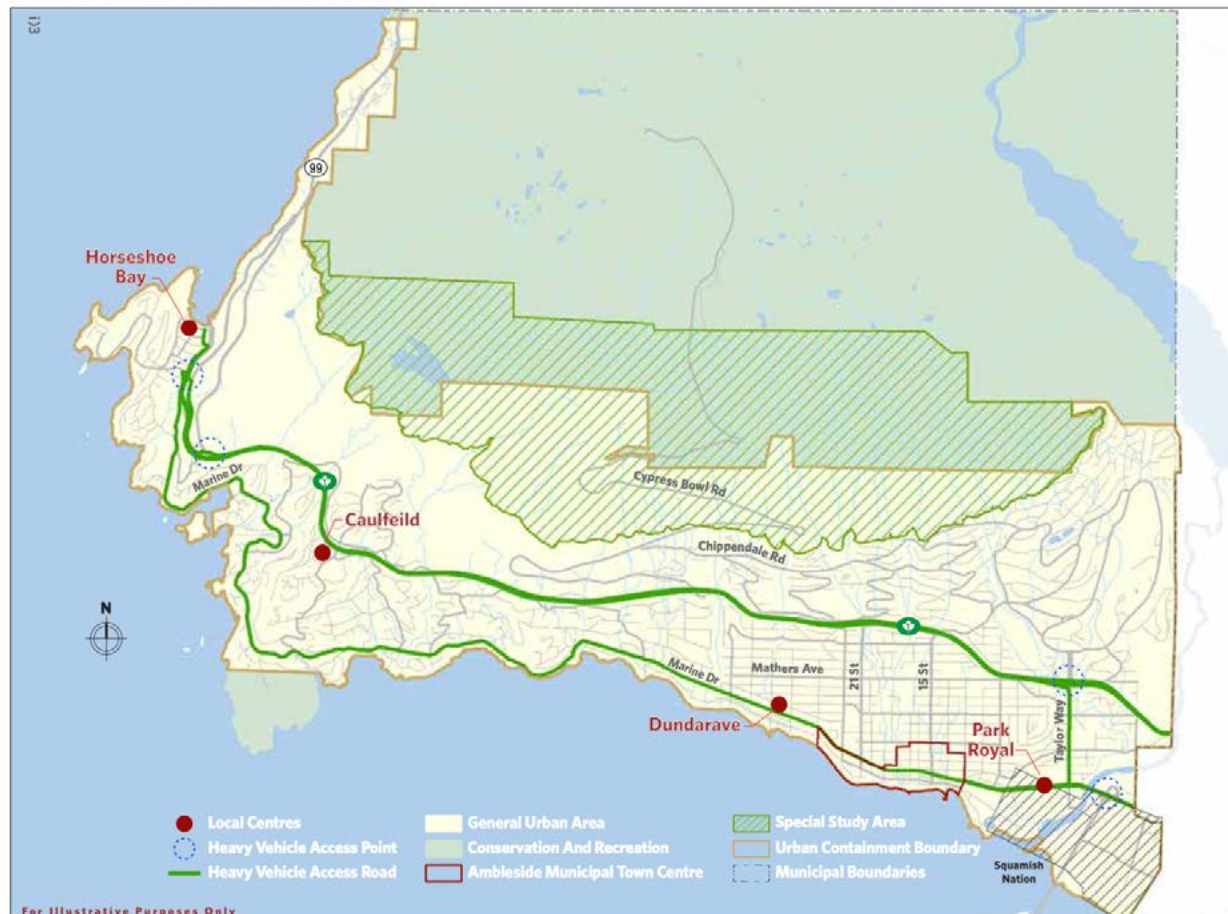 99
Horseshoe
Bay
Marine Dr
Caulfeild
Cypress Bowl Rd
Chippendale Rd
N
Mathers Ave
21 St
15 St
Marine Dr
Dundarave
Taylor Way
Park
Royal
Local Centres
Heavy Vehicle Access Point
Heavy Vehicle Access Road
General Urban Area
Conservation And Recreation
Ambleside Municipal Town Centre
Special Study Area
Urban Containment Boundary
Municipal Boundaries
Squamish
Nation
For Illustrative Purposes Only